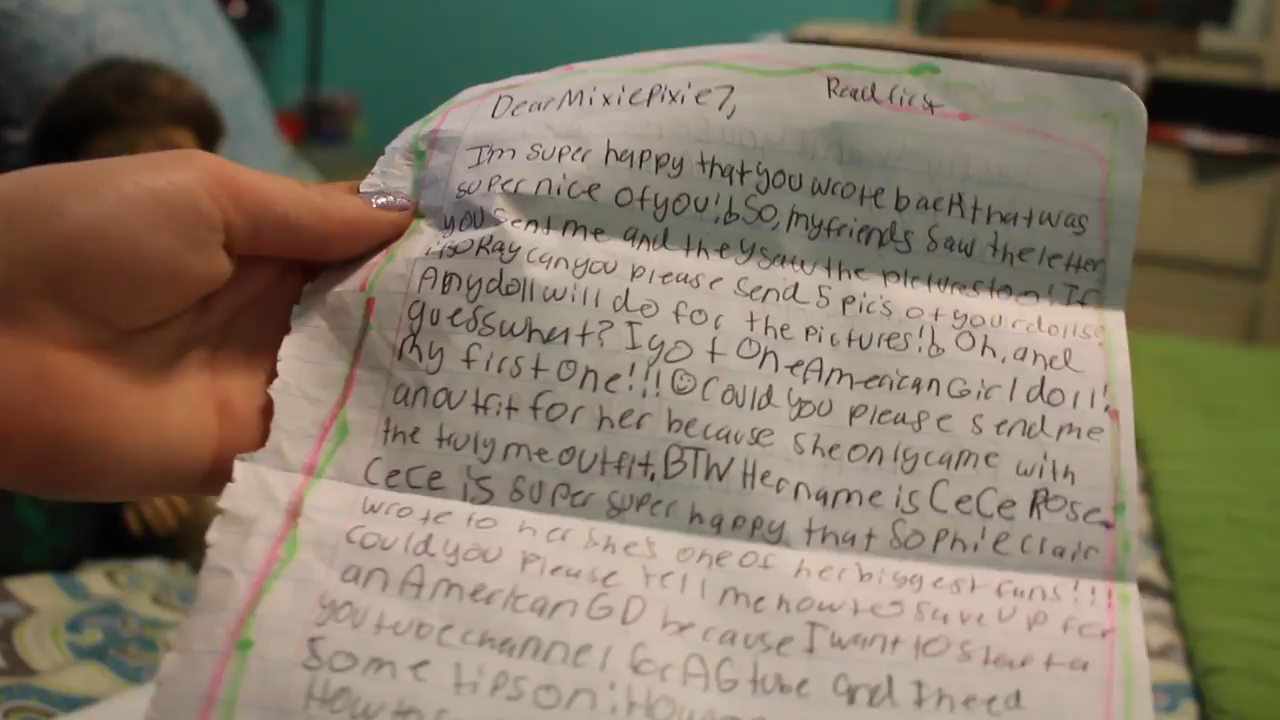 Dear MixiePixie7,
Read first
I'm super happy that you wrote back that was
super nice of you! So, my friends saw the letter
you sent me and they saw the pictures too! If
it's okay can you please send 5 pic's of your dolls
Any doll will do for the pictures! Oh, and
guess what? I got one American Girl doll!
My first one!!! ☺ Could you please send me
an outfit for her because she only came with
the truly me outfit, BTW Her name is CeCe Rose.
CeCe is super super happy that Sophie clair
wrote to her she's one of her biggest fans!!!
Could you please tell me how to save up for
an American GD because I want to start a
youtube channel for AG tube and I need
Some tips on: How
How to